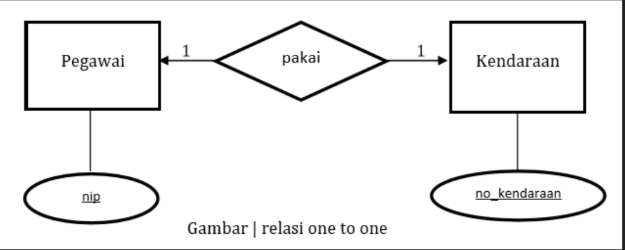 Pegawai
1
pakai
1
Kendaraan
nip
no_kendaraan
Gambar | relasi one to one